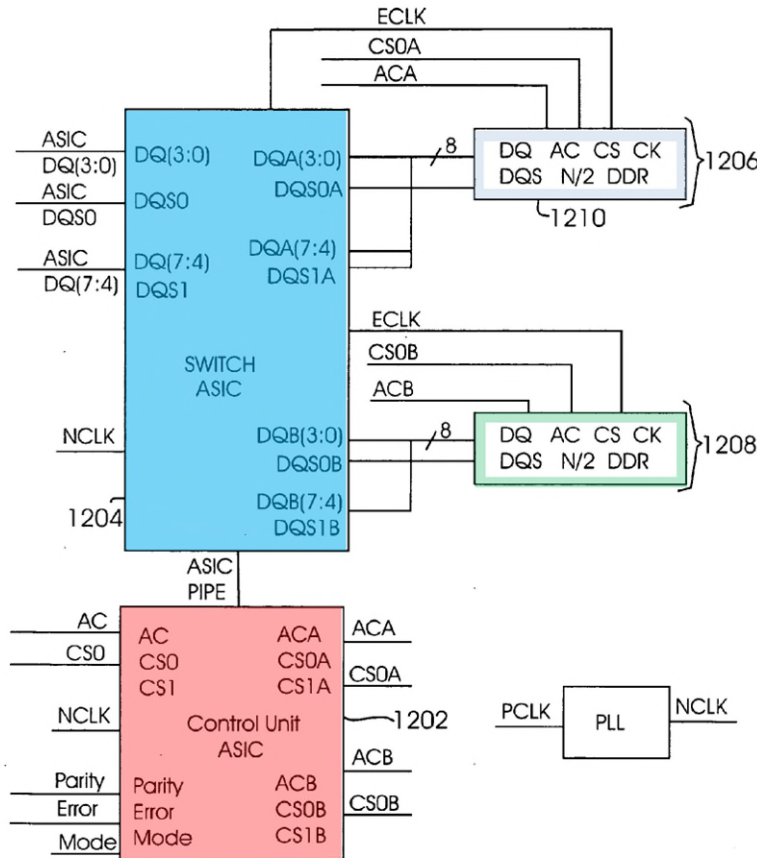 ECLK
CS0A
ACA
ASIC
DQ(3:0)
ASIC
DQS0
ASIC
DQ(7:4)
DQ(3:0)
DQS0
DQ(7:4)
DQS1
DQA(3:0)
DQS0A
DQA(7:4)
DQS1A
8
DQ AC CS CK
DQS N/2 DDR
1206
1210
SWITCH
ASIC
ECLK
CS0B
ACB
NCLK
DQB(3:0)
DQS0B
DQB(7:4)
DQS1B
8
DQ AC CS CK
DQS N/2 DDR
1208
1204
ASIC
PIPE
AC
CS0
NCLK
Parity
Error
Mode
AC
CS0
CS1
ACA
CS0A
CS1A
Control Unit
ASIC
Parity
Error
Mode
ACB
CS0B
CS1B
ACA
CS0A
1202
ACB
CS0B
PCLK
PLL
NCLK